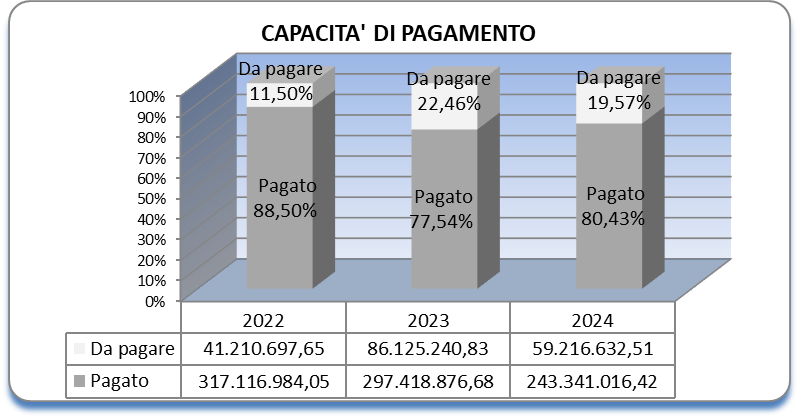 CAPACITA' DI PAGAMENTO
Da pagare 11,50%
Da pagare 22,46%
Da pagare 19,57%
Pagato 88,50%
Pagato 77,54%
Pagato 80,43%
100%
90%
80%
70%
60%
50%
40%
30%
20%
10%
0%
2022 2023 2024
Da pagare 41.210.697,65 86.125.240,83 59.216.632,51
Pagato 317.116.984,05 297.418.876,68 243.341.016,42